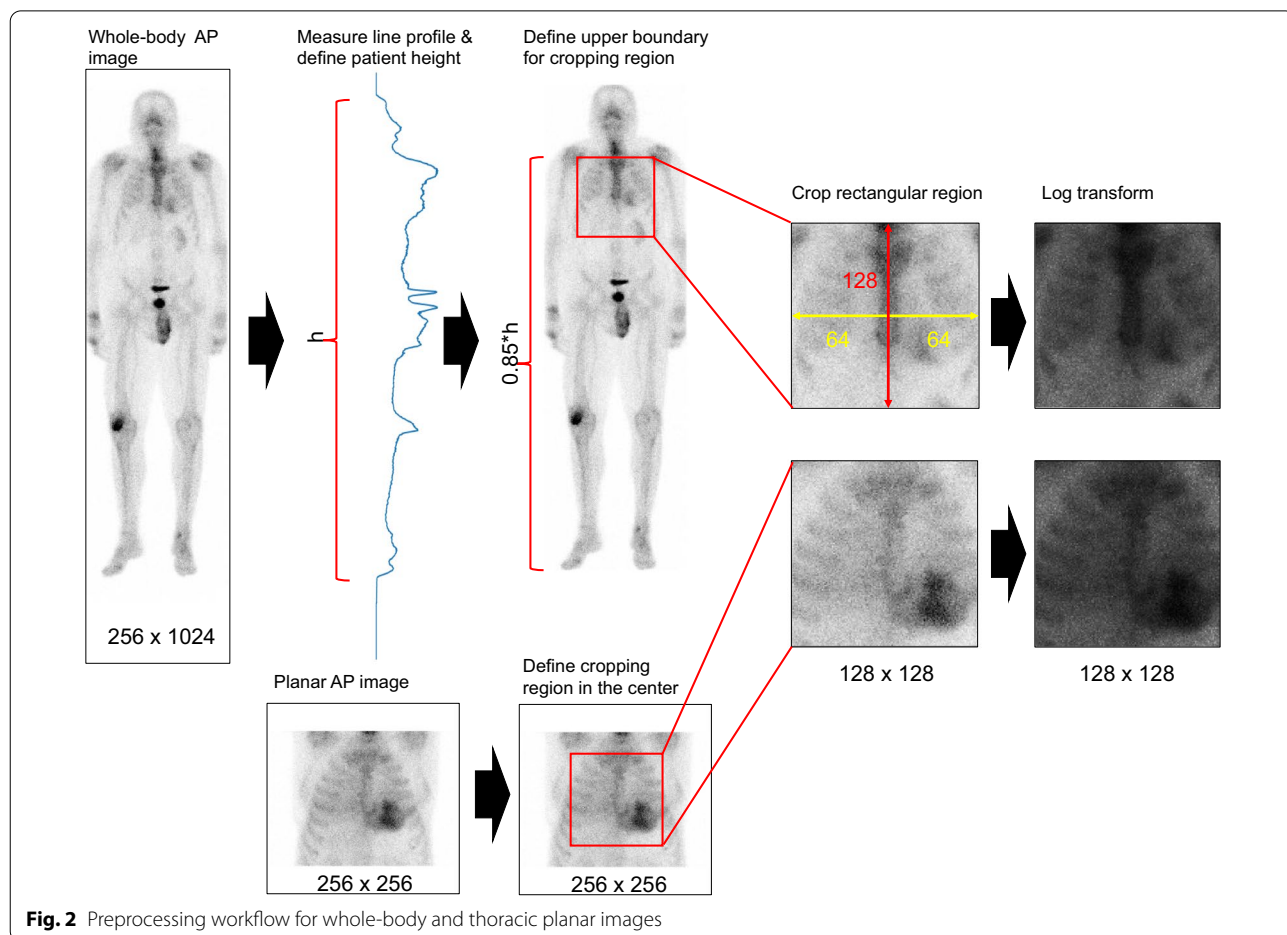 Whole-body AP
image
Measure line profile &
define patient height
Define upper boundary
for cropping region
h
0.85*h
256 x 1024
Crop rectangular region
Log transform
128
64
64
Planar AP image
Define cropping
region in the center
256 x 256
256 x 256
128 x 128
128 x 128
Fig. 2 Preprocessing workflow for whole-body and thoracic planar images